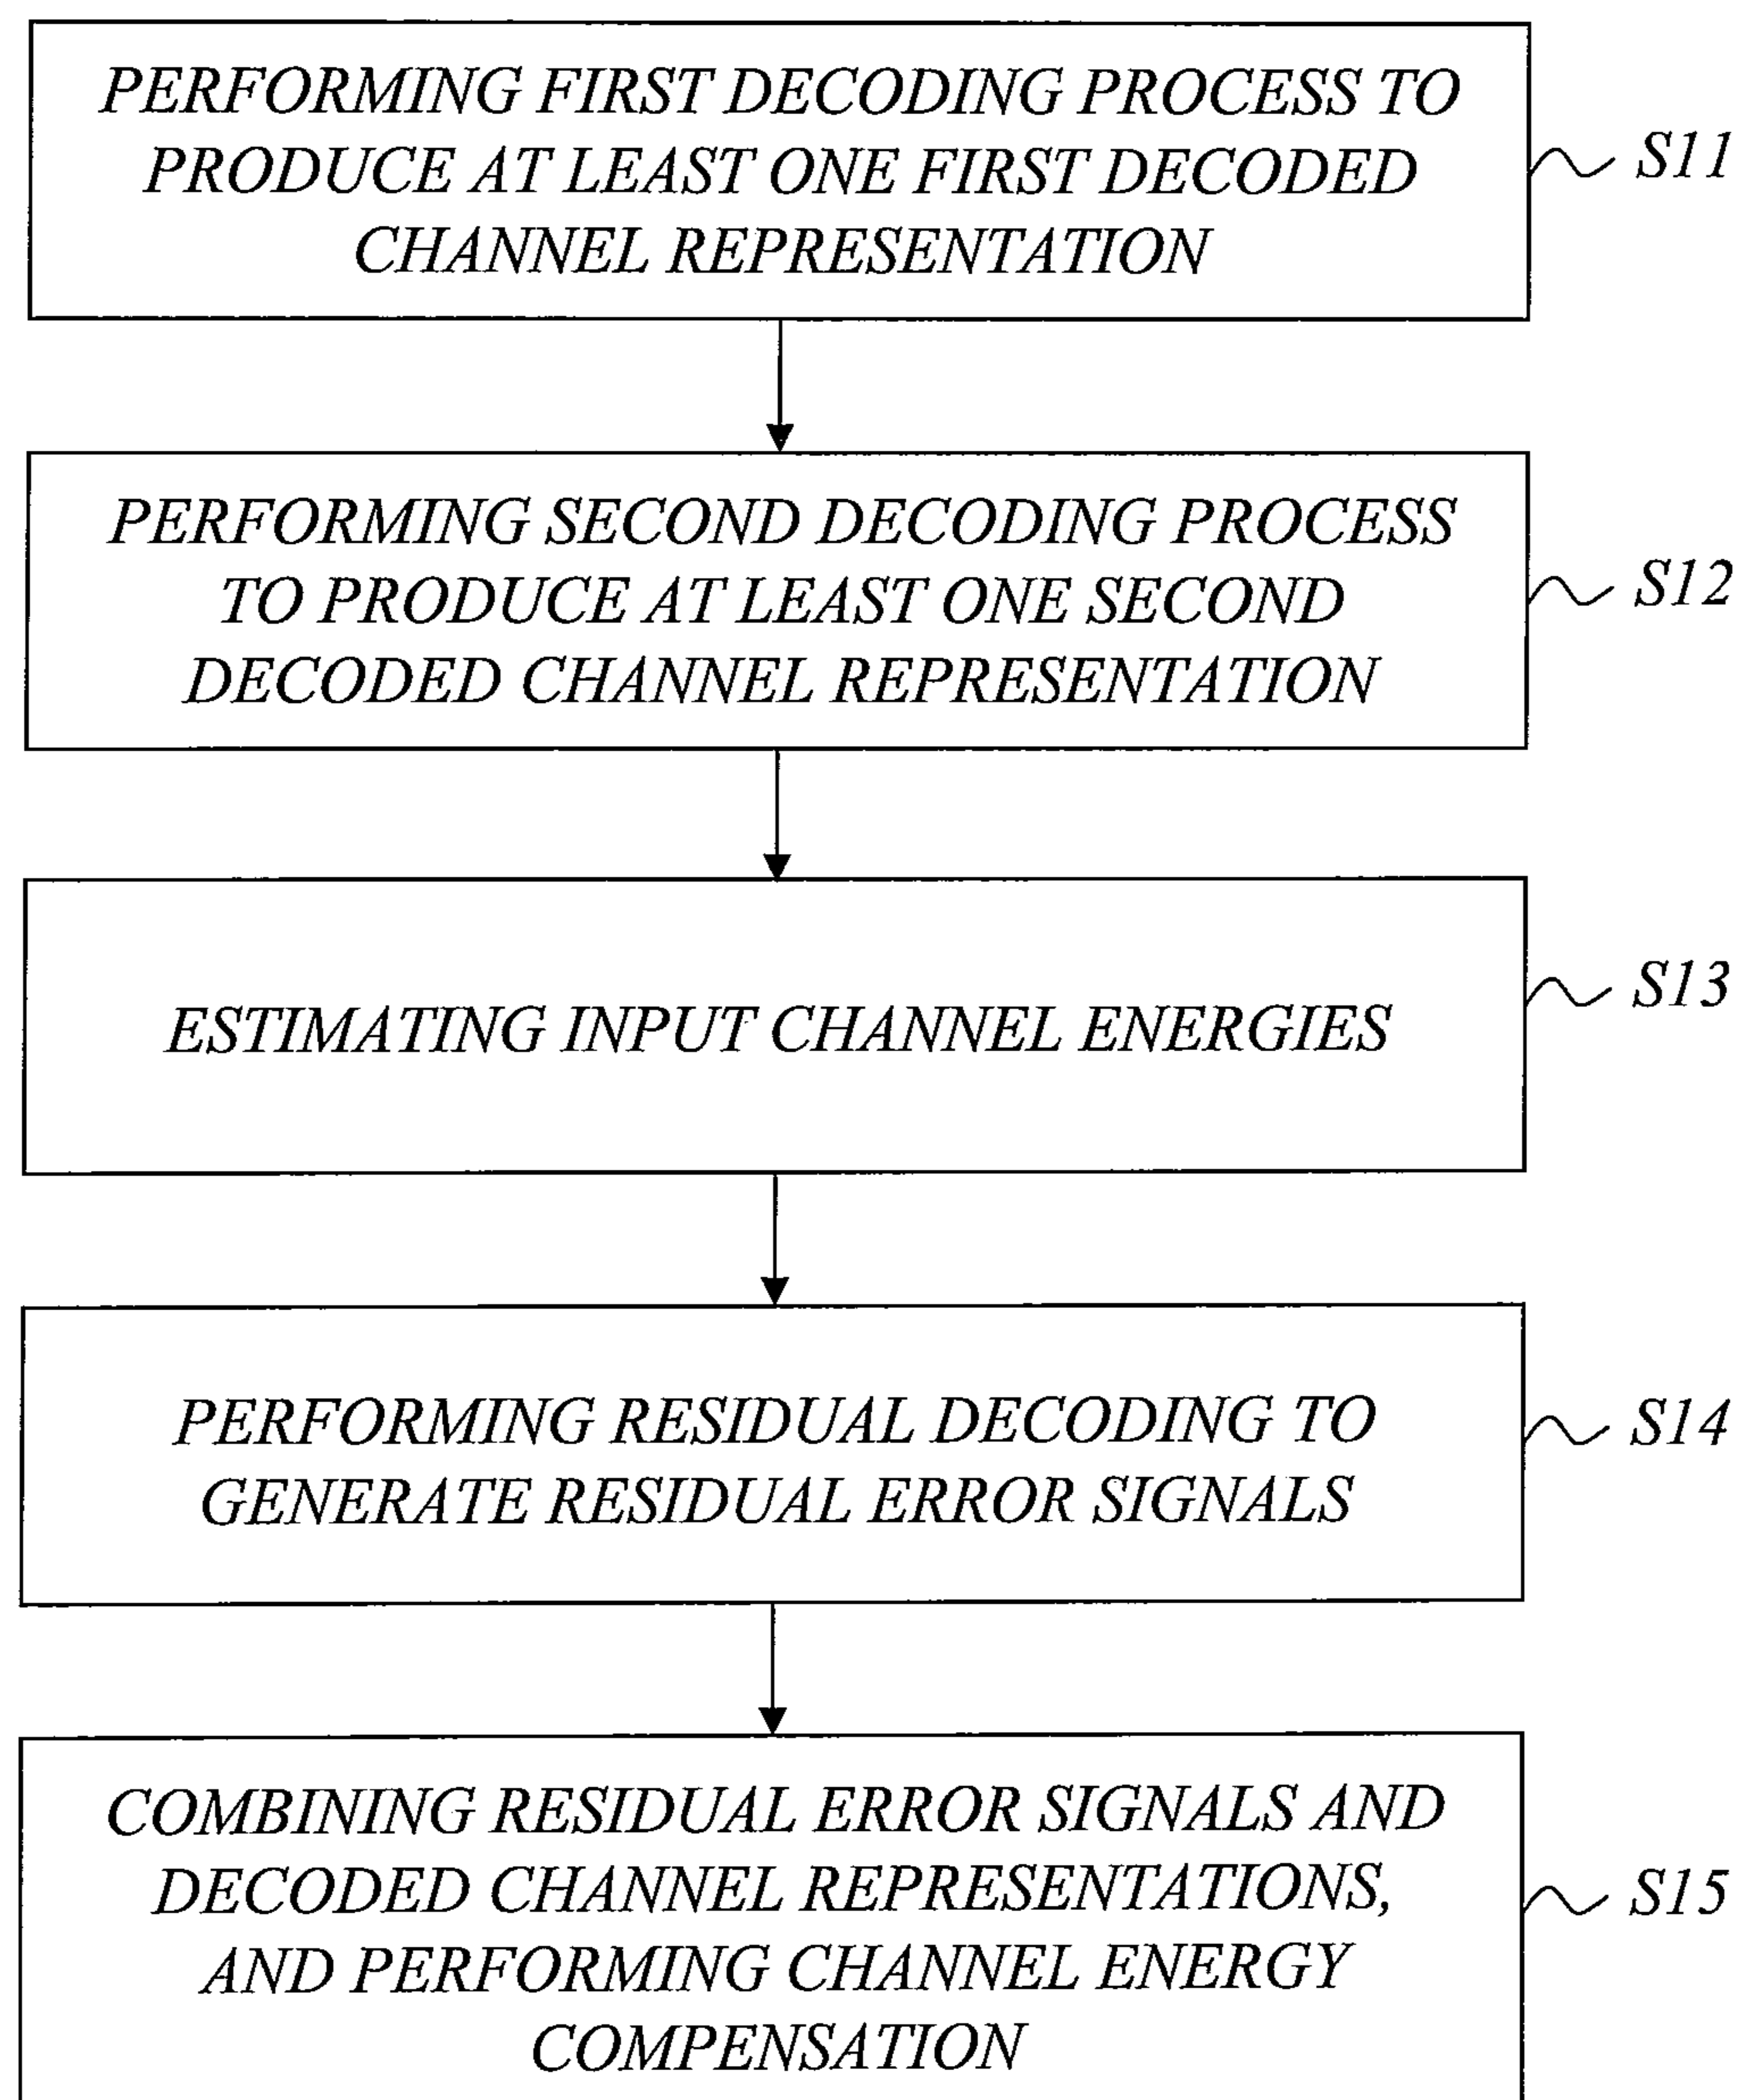 PERFORMING FIRST DECODING PROCESS TO
PRODUCE AT LEAST ONE FIRST DECODED
CHANNEL REPRESENTATION
S11
PERFORMING SECOND DECODING PROCESS
TO PRODUCE AT LEAST ONE SECOND
DECODED CHANNEL REPRESENTATION
S12
ESTIMATING INPUT CHANNEL ENERGIES
S13
PERFORMING RESIDUAL DECODING TO
GENERATE RESIDUAL ERROR SIGNALS
S14
COMBINING RESIDUAL ERROR SIGNALS AND
DECODED CHANNEL REPRESENTATIONS,
AND PERFORMING CHANNEL ENERGY
COMPENSATION
S15